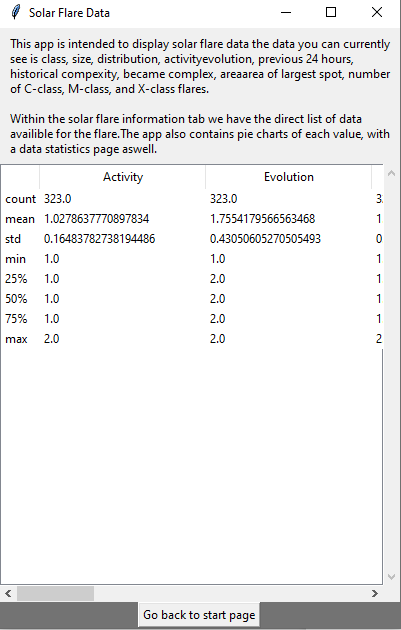 Solar Flare Data
This app is intended to display solar flare data the data you can currently
see is class, size, distribution, activityevolution, previous 24 hours,
historical compexity, became complex, areaarea of largest spot, number
of C-class, M-class, and X-class flares.
Within the solar flare information tab we have the direct list of data
availible for the flare.The app also contains pie charts of each value, with
a data statistics page aswell.
Activity Evolution
count 323.0 323.0 3
mean 1.0278637770897834 1.7554179566563468 1
std 0.16483782738194486 0.43050605270505493 0
min 1.0 1.0 1
25% 1.0 2.0 1
50% 1.0 2.0 1
75% 1.0 2.0 1
max 2.0 2.0 2
Go back to start page